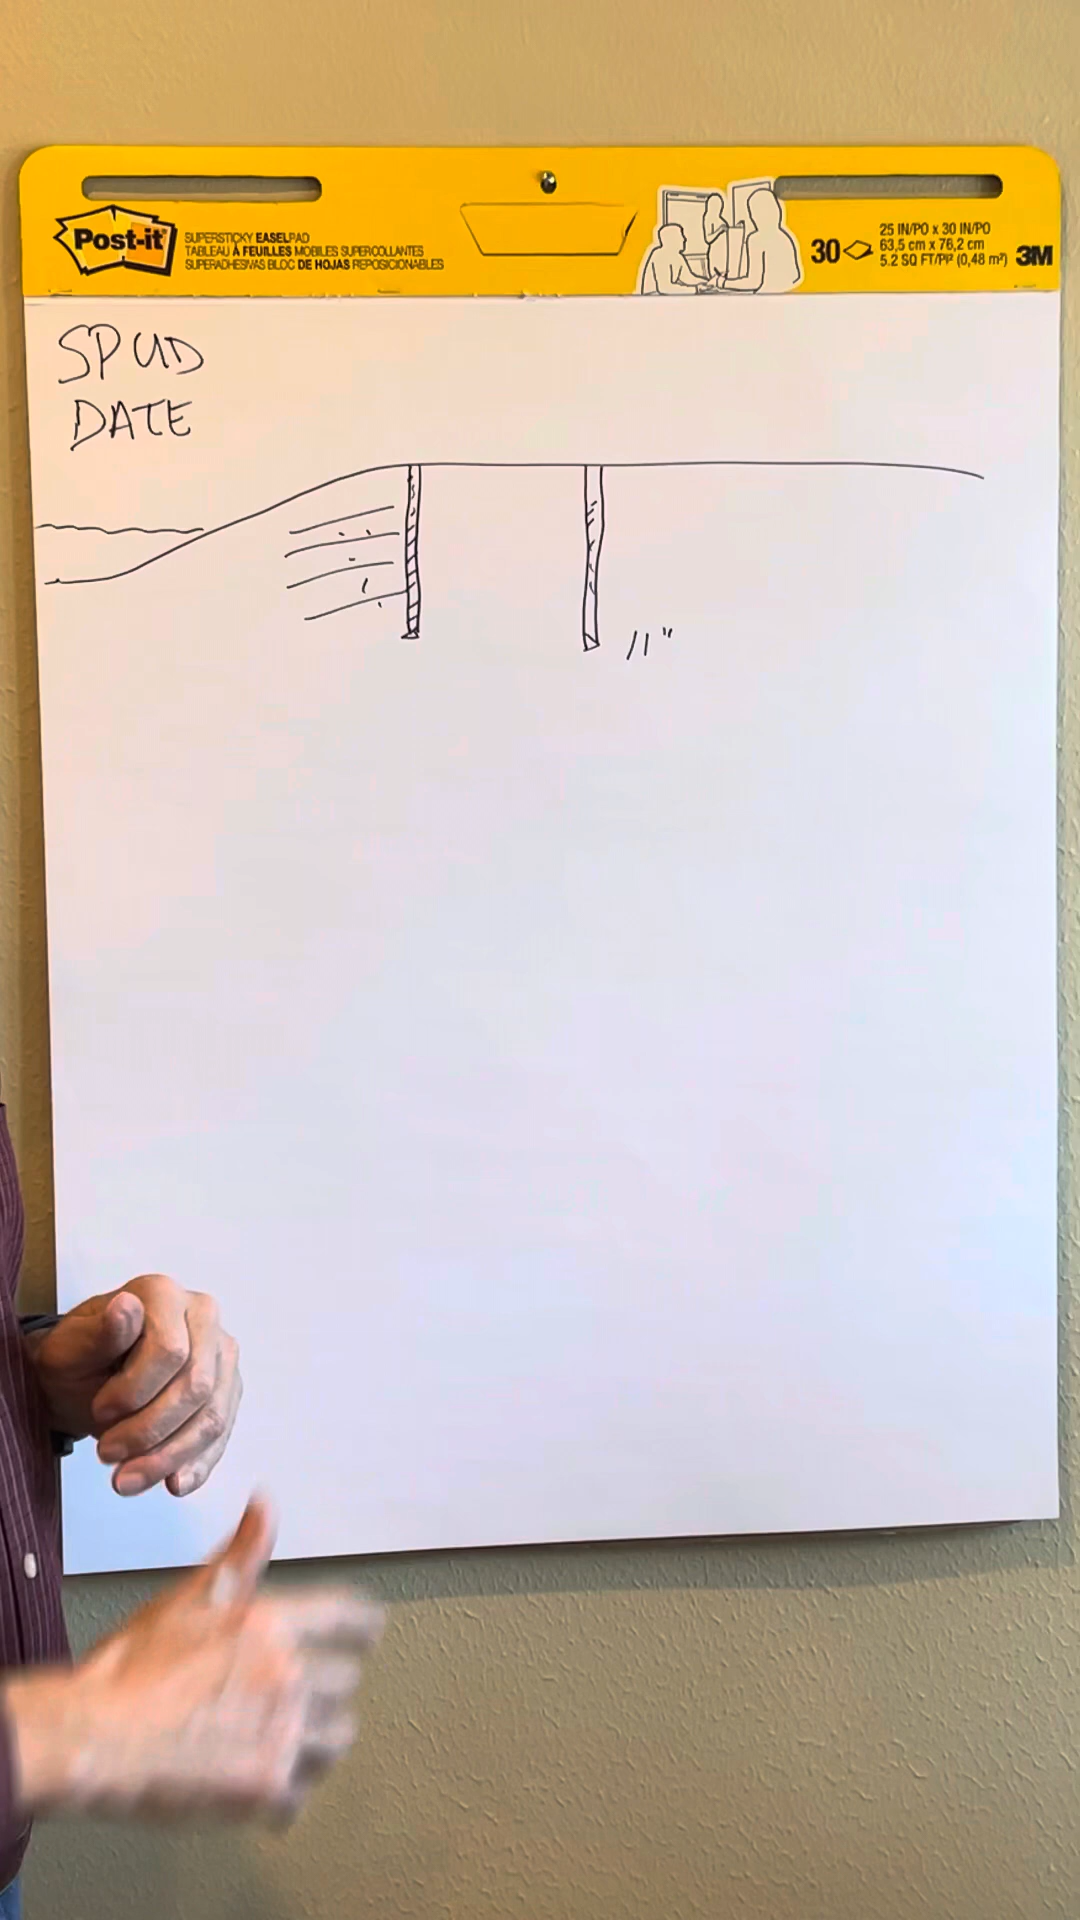 Post-it
SUPERSTICKY EASELPAD
TABLEAU À FEUILLES MOBILES SUPERCOLLANTES
SUPERADHESIVAS BLOC DE HOJAS REPOSICIONABLES
30
25 IN/PO x 30 IN/PO
63,5 cm x 76,2 cm
5.2 SQ FT/PI² (0,48 m²)
3M
SPUD
DATE
11"